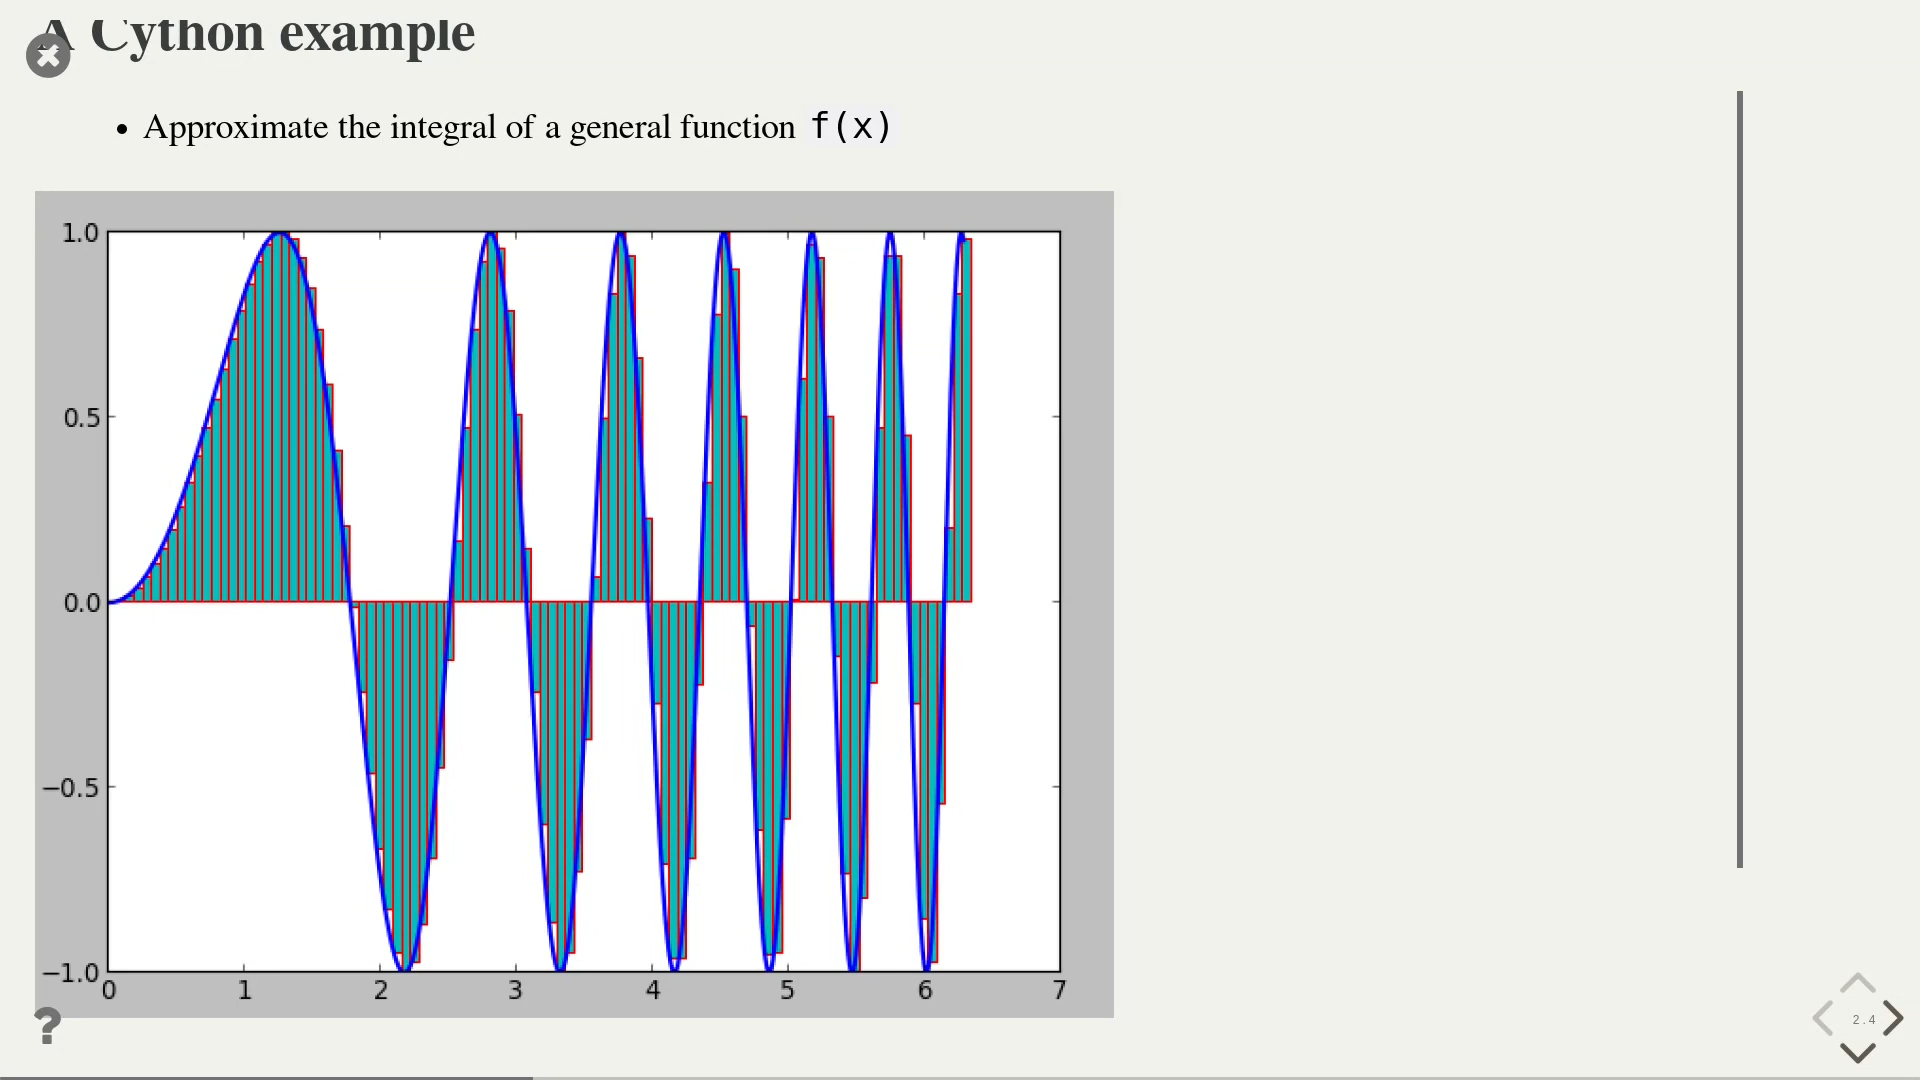 A Cython example
• Approximate the integral of a general function f(x)
1.0
0.5
0.0
−0.5
−1.0
0 1 2 3 4 5 6 7
?
2.4